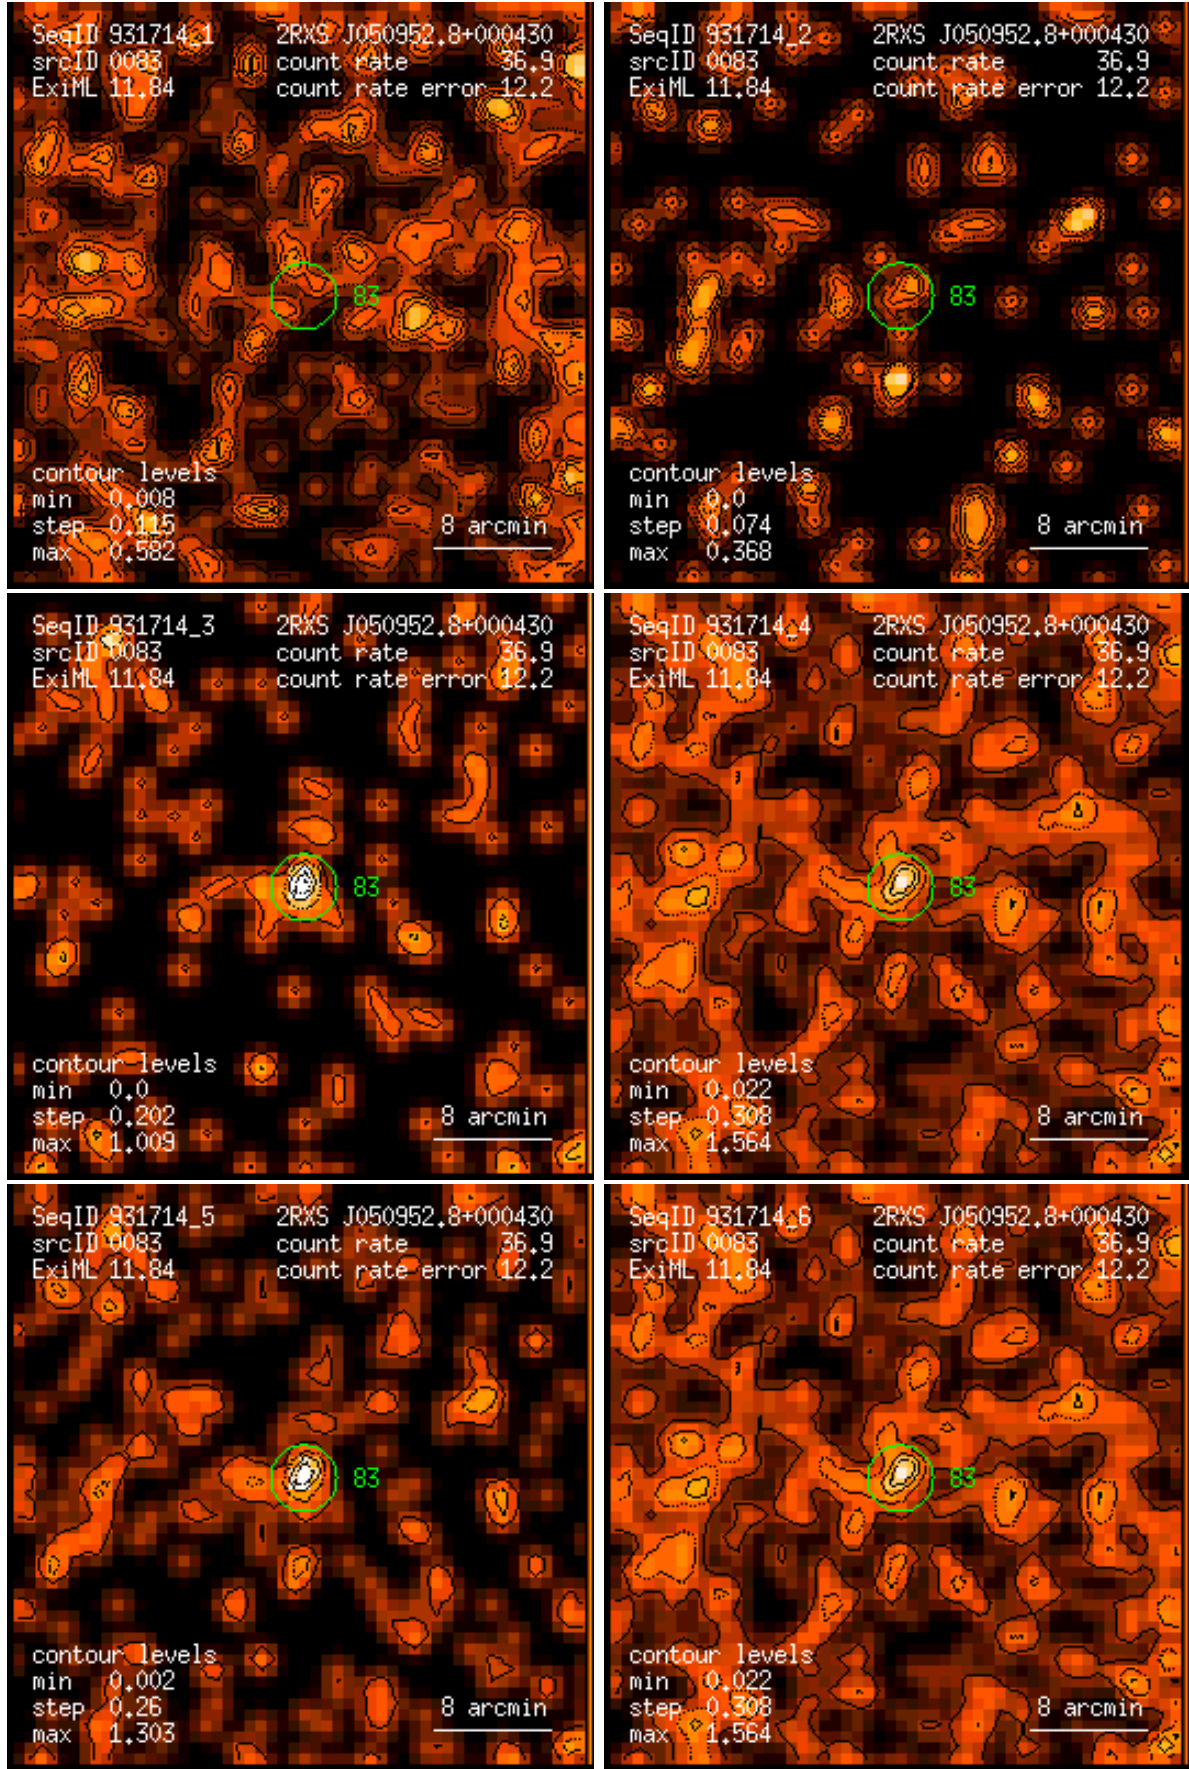 SeqID 931714_1 2RXS J050952.8+000430
srcID 0083 count rate 36.9
ExiML 11.84 count rate error 12.2
83
contour levels
min 0.008
step 0.115 8 arcmin
max 0.582
SeqID 931714_2 2RXS J050952.8+000430
srcID 0083 count rate 36.9
ExiML 11.84 count rate error 12.2
83
contour levels
min 0.0
step 0.074 8 arcmin
max 0.368
SeqID 931714_3 2RXS J050952.8+000430
srcID 0083 count rate 36.9
ExiML 11.84 count rate error 12.2
83
contour levels
min 0.0
step 0.202 8 arcmin
max 1.009
SeqID 931714_4 2RXS J050952.8+000430
srcID 0083 count rate 36.9
ExiML 11.84 count rate error 12.2
83
contour levels
min 0.022
step 0.308 8 arcmin
max 1.564
SeqID 931714_5 2RXS J050952.8+000430
srcID 0083 count rate 36.9
ExiML 11.84 count rate error 12.2
83
contour levels
min 0.002
step 0.26 8 arcmin
max 1.303
SeqID 931714_6 2RXS J050952.8+000430
srcID 0083 count rate 36.9
ExiML 11.84 count rate error 12.2
83
contour levels
min 0.022
step 0.308 8 arcmin
max 1.564